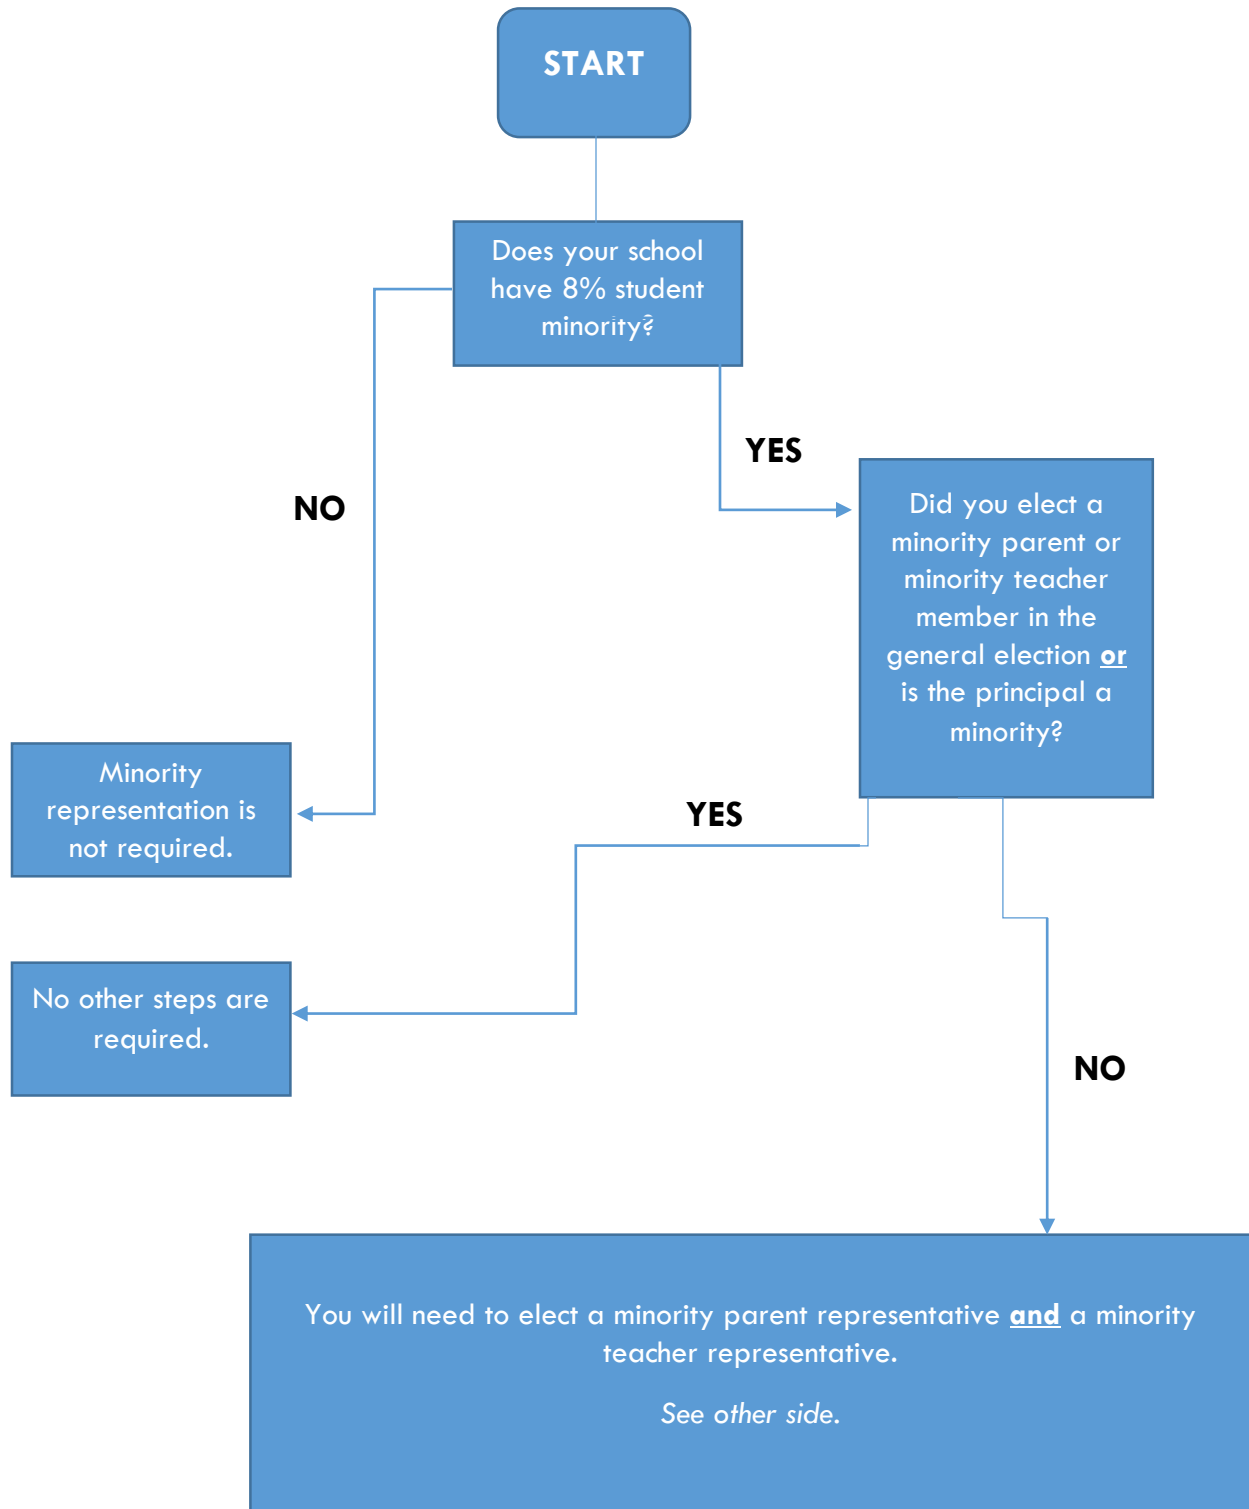 START
Does your school
have 8% student
minority?
YES
NO
Did you elect a
minority parent or
minority teacher
member in the
general election or
is the principal a
minority?
Minority
representation is
not required.
YES
No other steps are
required.
NO
You will need to elect a minority parent representative and a minority
teacher representative.
See other side.